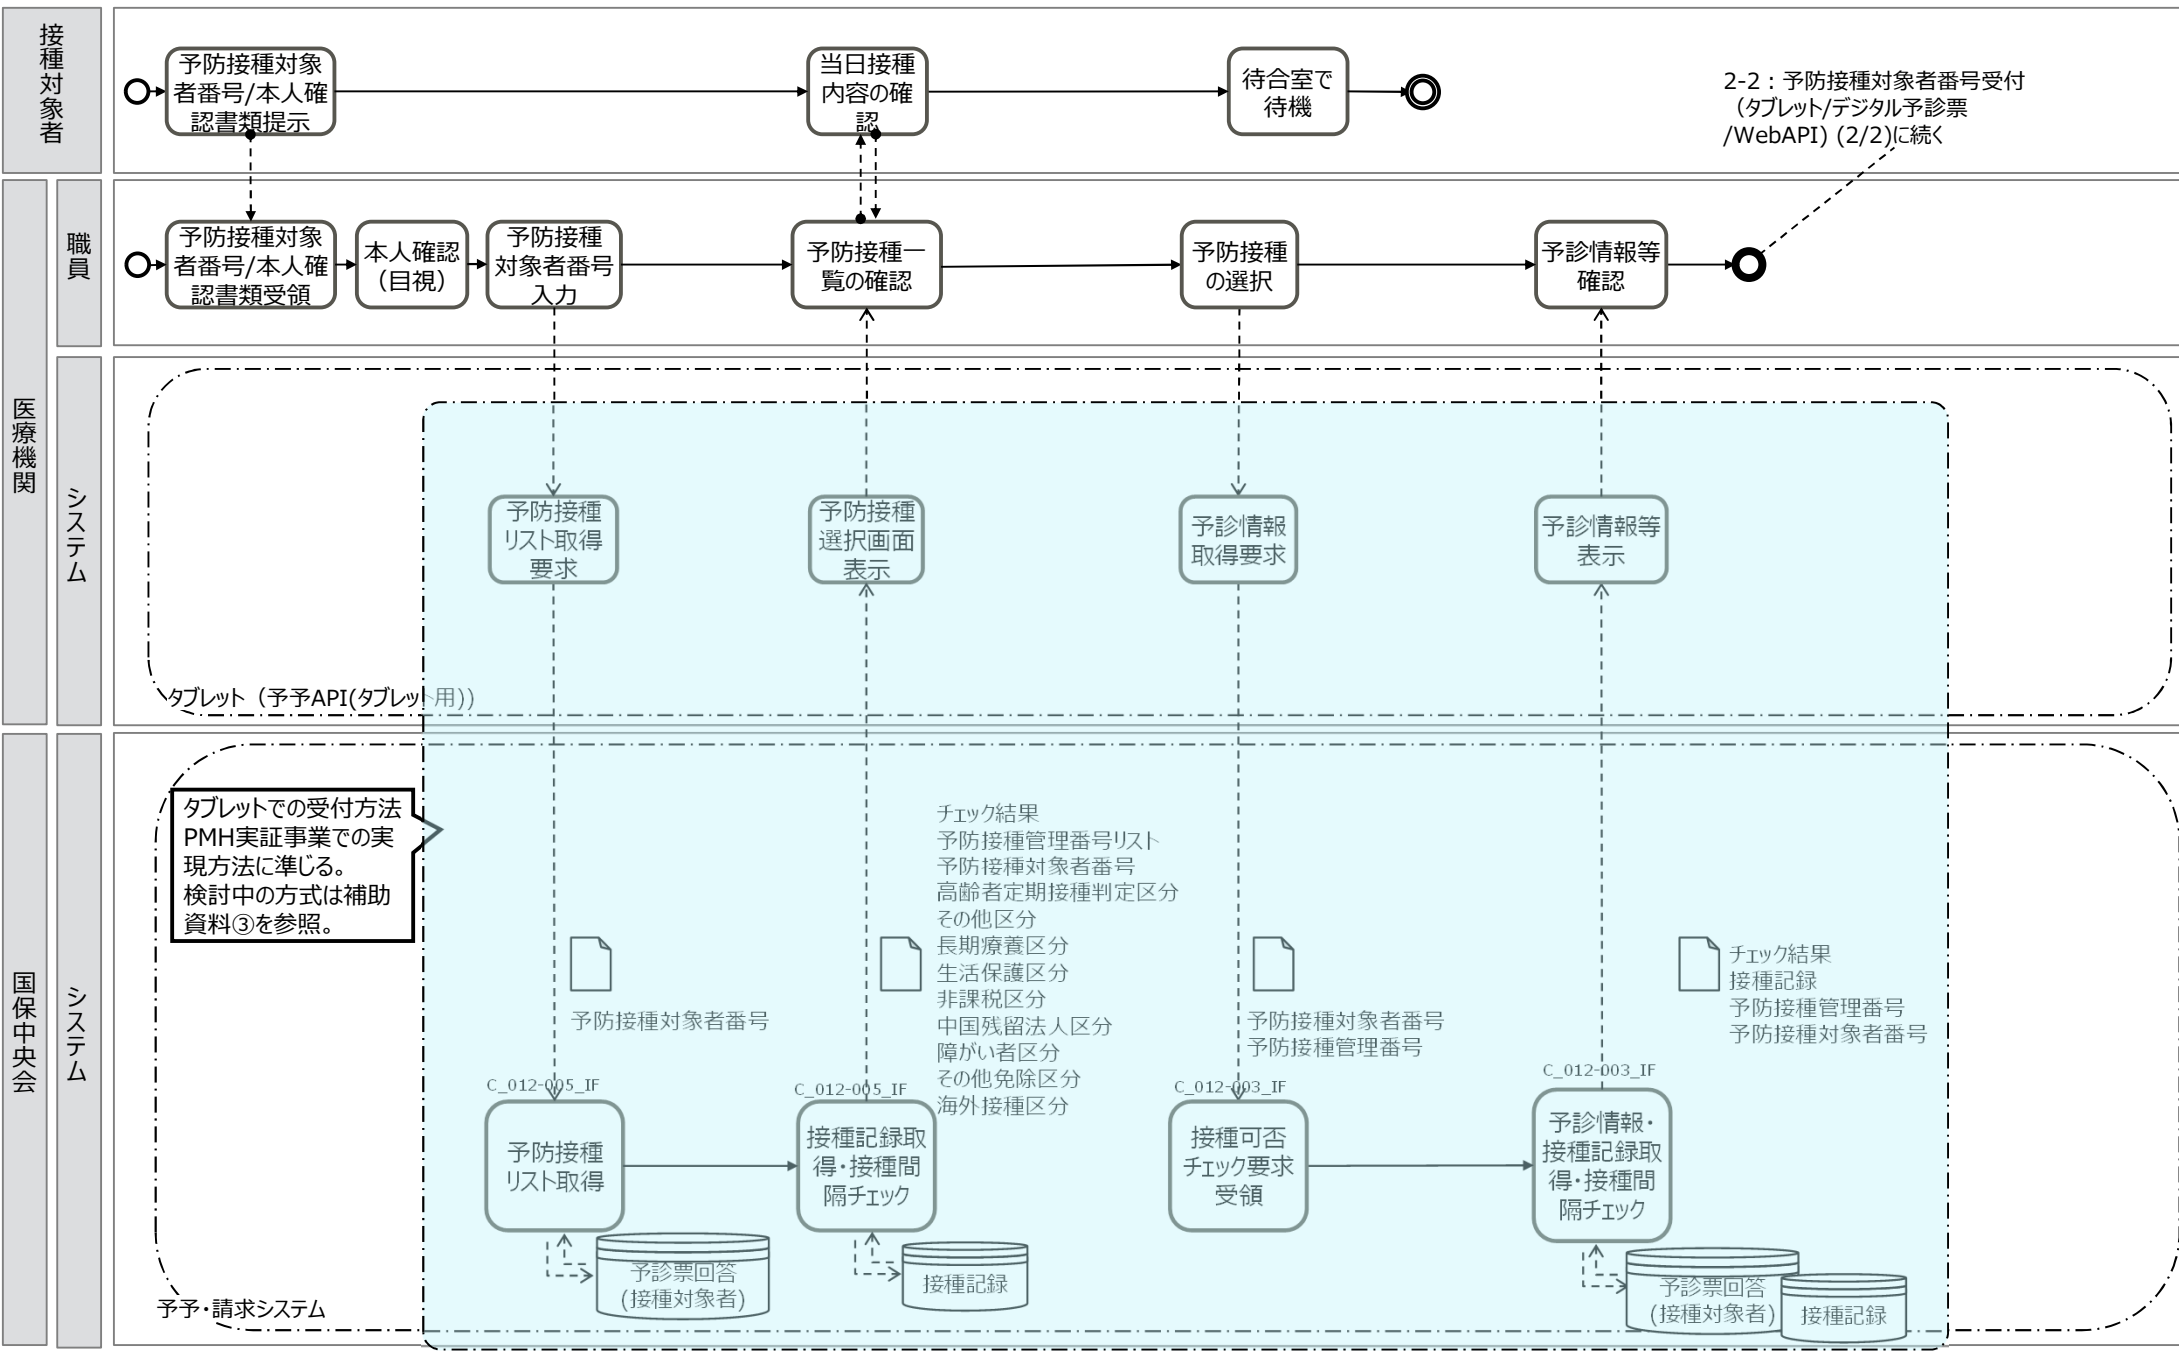 接種対象者
予防接種対象
者番号/本人確
認書類提示
当日接種
内容の確
認
待合室で
待機
2-2：予防接種対象者番号受付
（タブレット/デジタル予診票
/WebAPI) (2/2)に続く
医療機関
職員
予防接種対象
者番号/本人確
認書類受領
本人確認
（目視）
予防接種
対象者番号
入力
予防接種一
覧の確認
予防接種
の選択
予診情報等
確認
システム
予防接種
リスト取得
要求
予防接種
選択画面
表示
予診情報
取得要求
予診情報等
表示
タブレット（予予API(タブレット用))
国保中央会
システム
タブレットでの受付方法
PMH実証事業での実
現方法に準じる。
検討中の方式は補助
資料③を参照。
予防接種対象者番号
チェック結果
予防接種管理番号リスト
予防接種対象者番号
高齢者定期接種判定区分
その他区分
長期療養区分
生活保護区分
非課税区分
中国残留法人区分
障がい者区分
その他免除区分
海外接種区分
予防接種対象者番号
予防接種管理番号
チェック結果
接種記録
予防接種管理番号
予防接種対象者番号
C_012-005_IF
予防接種
リスト取得
C_012-005_IF
接種記録取
得・接種間
隔チェック
C_012-003_IF
接種可否
チェック要求
受領
C_012-003_IF
予診情報・
接種記録取
得・接種間
隔チェック
予診票回答
(接種対象者)
接種記録
予診票回答
(接種対象者)
接種記録
予予・請求システム